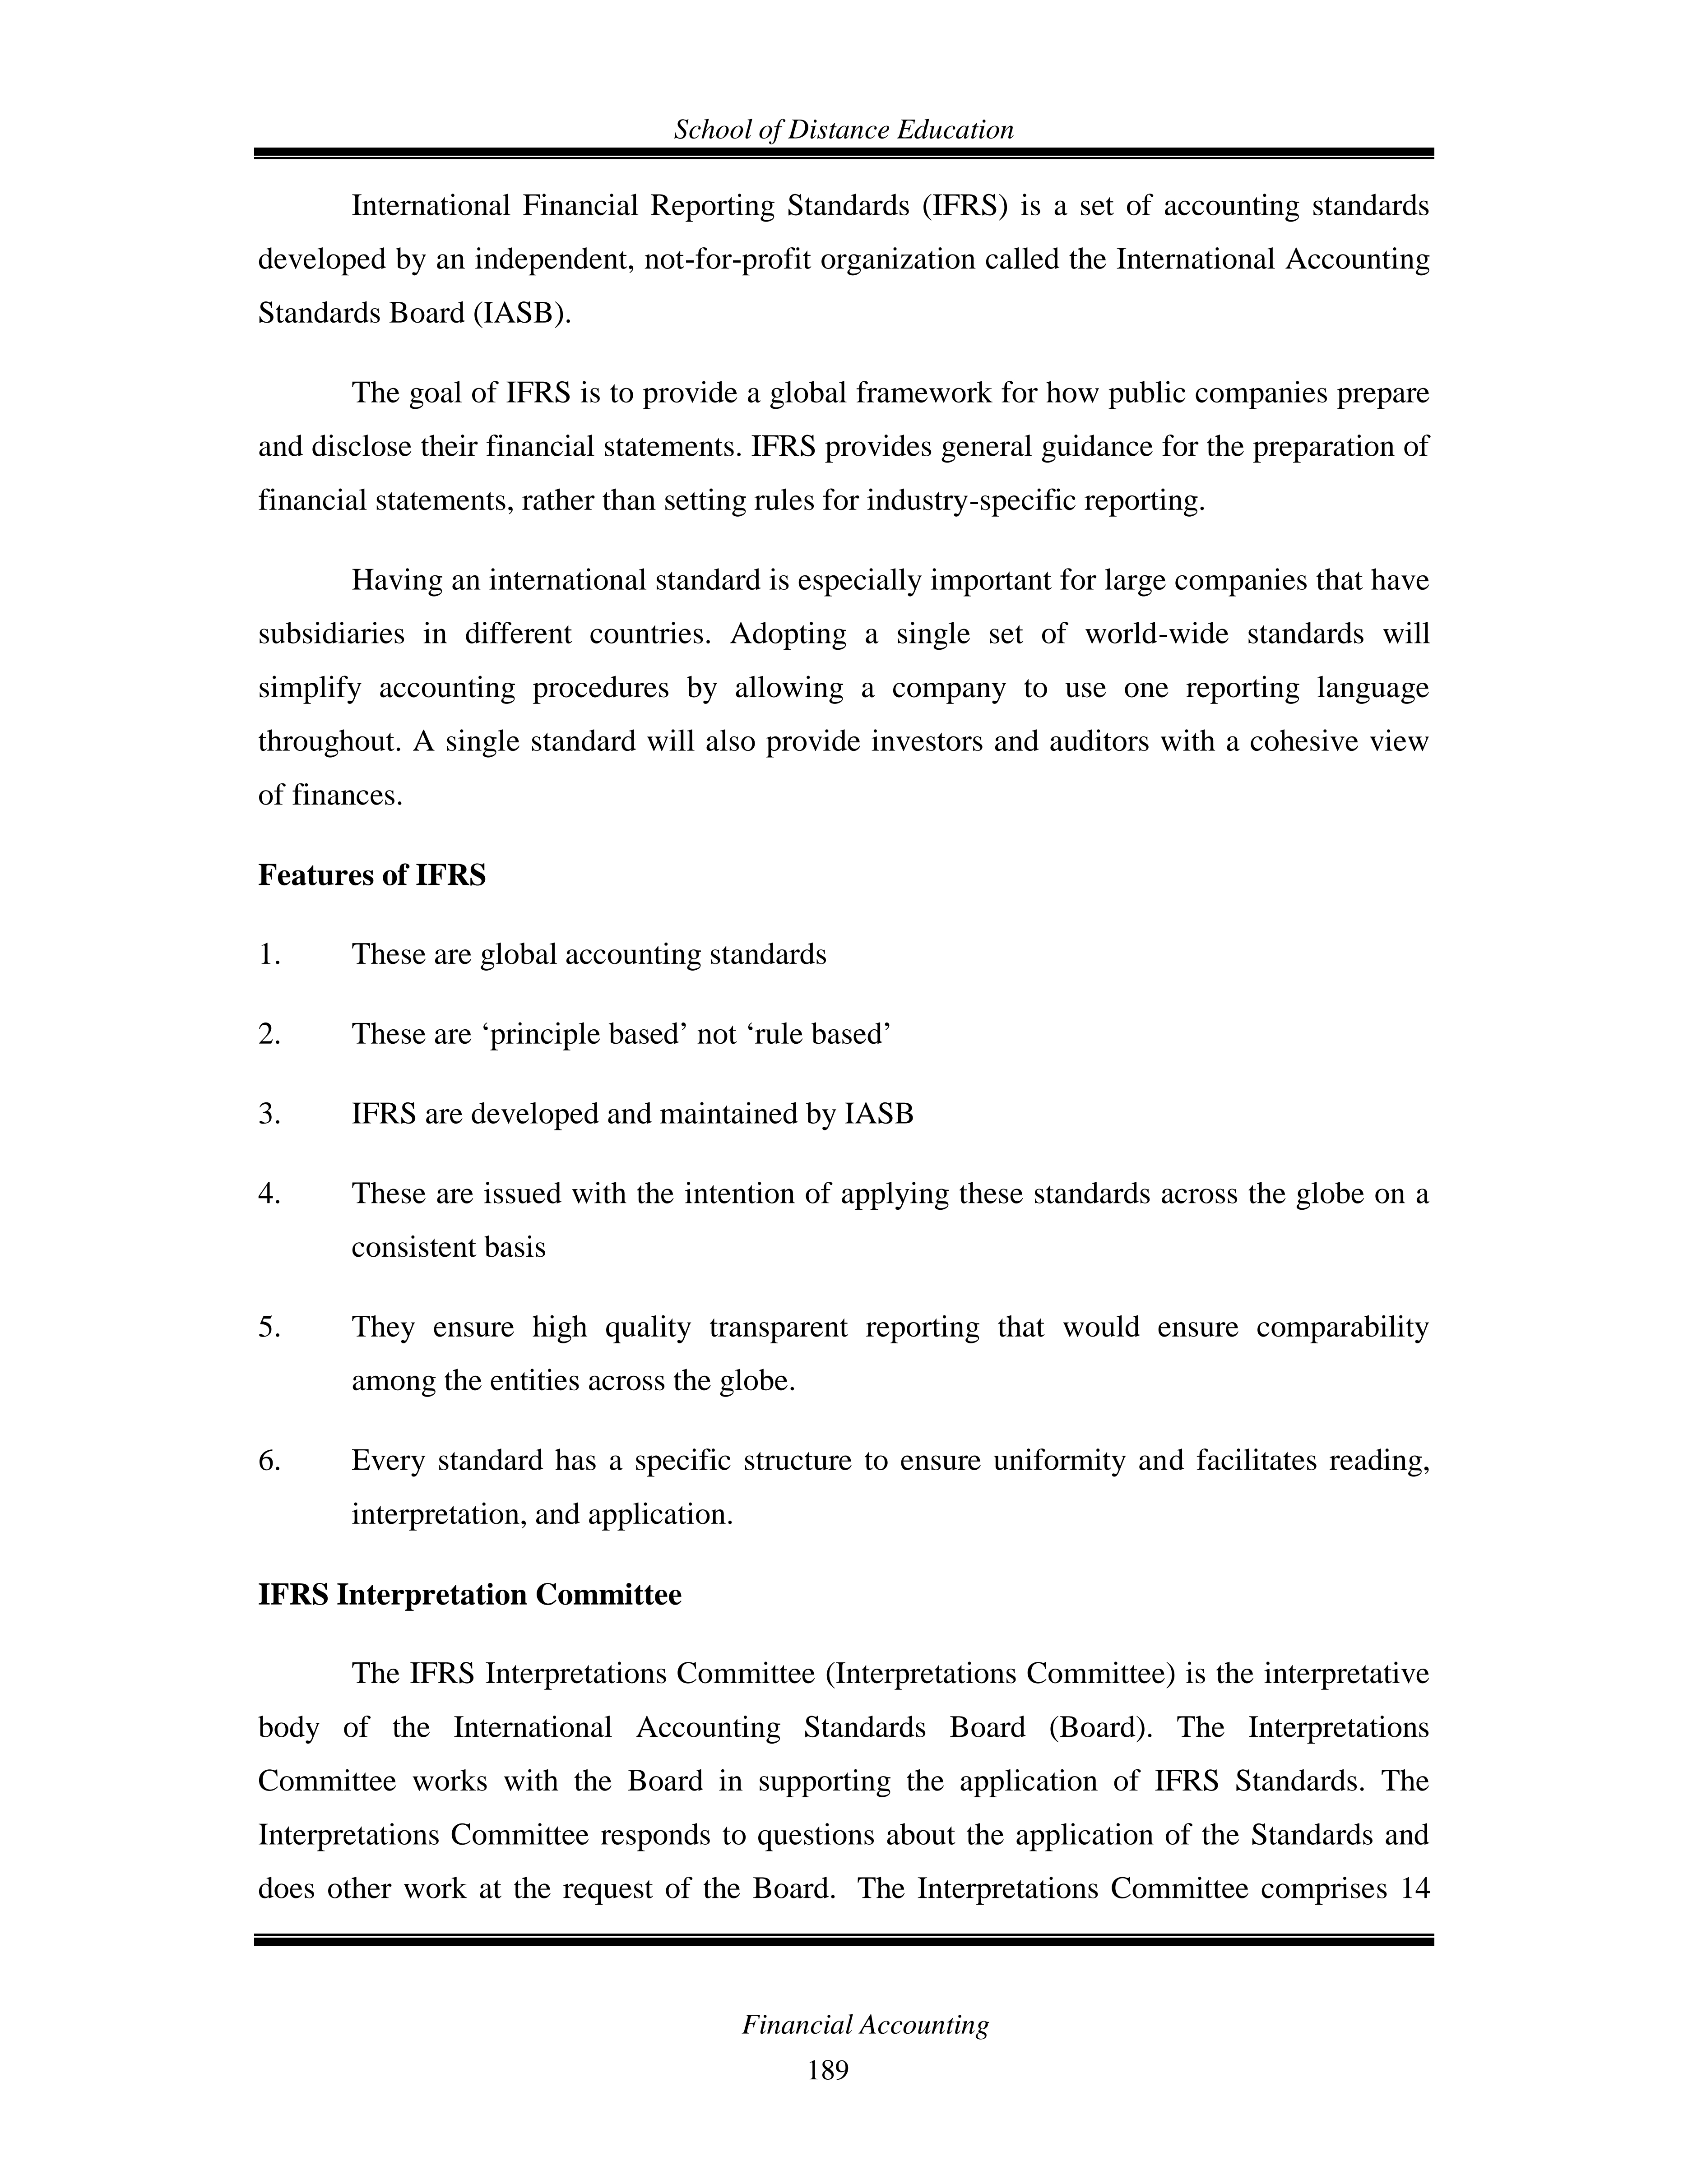 School of Distance Education
International Financial Reporting Standards (IFRS) is a set of accounting standards
developed by an independent, not-for-profit organization called the International Accounting
Standards Board (IASB).
The goal of IFRS is to provide a global framework for how public companies prepare
and disclose their financial statements. IFRS provides general guidance for the preparation of
financial statements, rather than setting rules for industry-specific reporting.
Having an international standard is especially important for large companies that have
subsidiaries in different countries. Adopting a single set of world-wide standards will
simplify accounting procedures by allowing a company to use one reporting language
throughout. A single standard will also provide investors and auditors with a cohesive view
of finances.
Features of IFRS
1. These are global accounting standards
2. These are ‘principle based’ not ‘rule based’
3. IFRS are developed and maintained by IASB
4. These are issued with the intention of applying these standards across the globe on a
consistent basis
5. They ensure high quality transparent reporting that would ensure comparability
among the entities across the globe.
6. Every standard has a specific structure to ensure uniformity and facilitates reading,
interpretation, and application.
IFRS Interpretation Committee
The IFRS Interpretations Committee (Interpretations Committee) is the interpretative
body of the International Accounting Standards Board (Board). The Interpretations
Committee works with the Board in supporting the application of IFRS Standards. The
Interpretations Committee responds to questions about the application of the Standards and
does other work at the request of the Board. The Interpretations Committee comprises 14
Financial Accounting
189